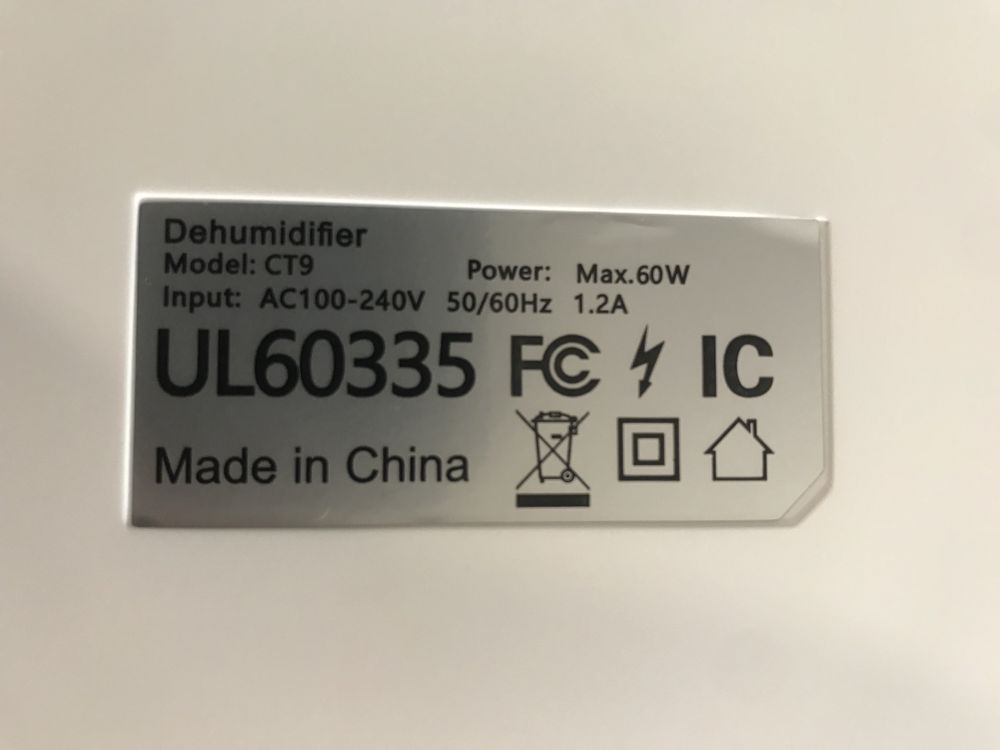 Dehumidifier
Model: CT9 Power: Max.60W
Input: AC100-240V 50/60Hz 1.2A
UL60335 FC IC
Made in China